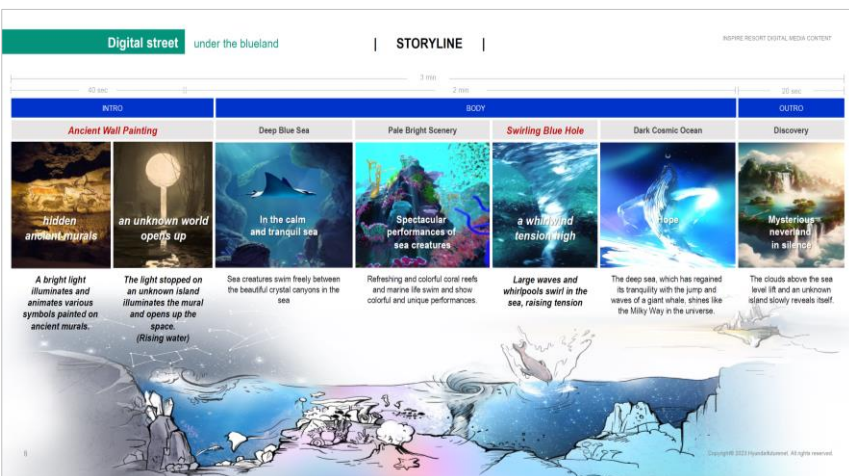 Digital street
under the blueland
| STORYLINE |
INSPIRE RESORT DIGITAL MEDIA CONTENT
3 min
40 sec
2 min
20 sec
INTRO
BODY
OUTRO
Ancient Wall Painting
Deep Blue Sea
Pale Bright Scenery
Swirling Blue Hole
Dark Cosmic Ocean
Discovery
hidden
ancient murals
an unknown world
opens up
In the calm
and tranquil sea
Spectacular
performances of
sea creatures
a whirlwind
tension high
Hope
Mysterious
neverland
in silence
A bright light
illuminates and
animates various
symbols painted on
ancient murals.
The light stopped on
an unknown island
illuminates the mural
and opens up the
space.
(Rising water)
Sea creatures swim freely between
the beautiful crystal canyons in the
sea
Refreshing and colorful coral reefs
and marine life swim and show
colorful and unique performances.
Large waves and
whirlpools swirl in the
sea, raising tension
The deep sea, which has regained
its tranquility with the jump and
waves of a giant whale, shines like
the Milky Way in the universe.
The clouds above the sea
level lift and an unknown
island slowly reveals itself.
Copyright© 2023 Hyundaifuturenet. All rights reserved.